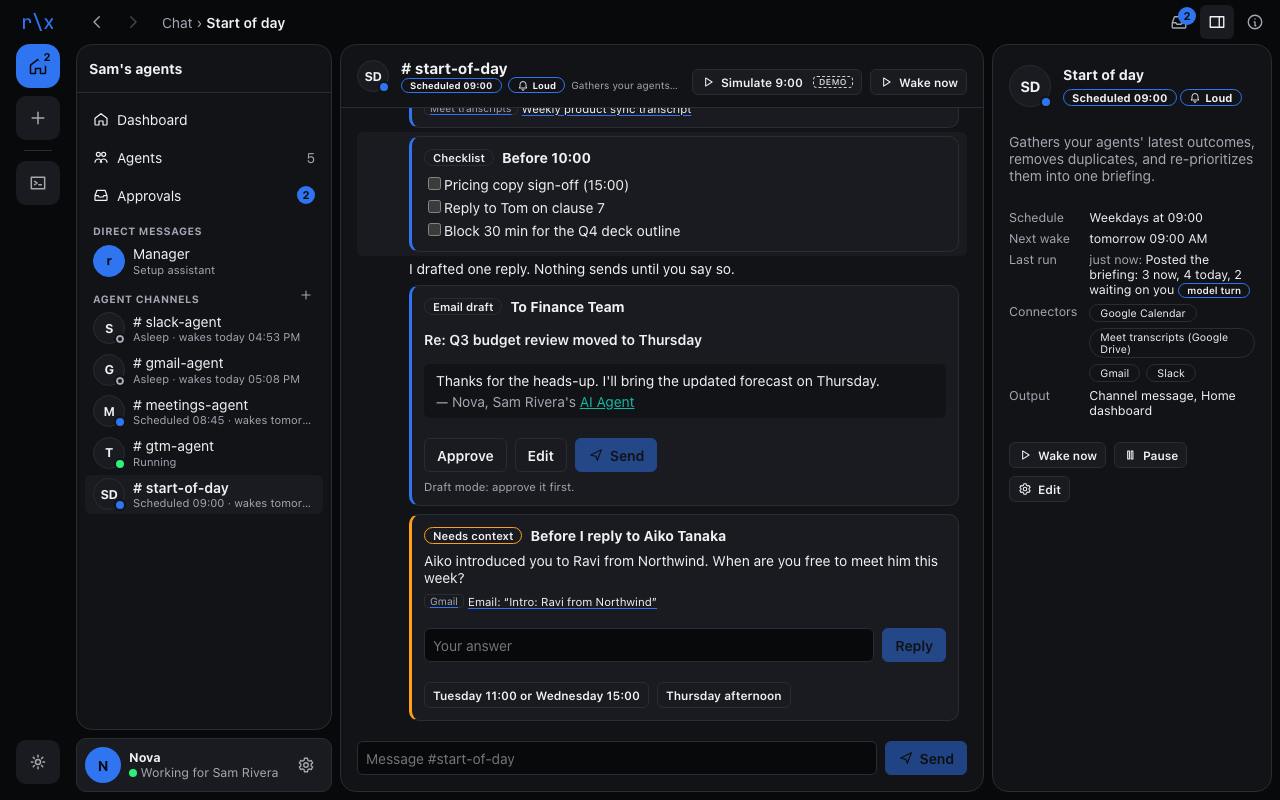 r\x
Chat › Start of day
2
2
Sam's agents
Dashboard
Agents 5
Approvals 2
DIRECT MESSAGES
r
Manager
Setup assistant
AGENT CHANNELS
S
# slack-agent
Asleep · wakes today 04:53 PM
G
# gmail-agent
Asleep · wakes today 05:08 PM
M
# meetings-agent
Scheduled 08:45 · wakes tomor…
T
# gtm-agent
Running
SD
# start-of-day
Scheduled 09:00 · wakes tomor…
N
Nova
Working for Sam Rivera
SD
# start-of-day
Scheduled 09:00 Loud Gathers your agents…
Simulate 9:00 DEMO
Wake now
Meet transcripts Weekly product sync transcript
Checklist Before 10:00
Pricing copy sign-off (15:00)
Reply to Tom on clause 7
Block 30 min for the Q4 deck outline
I drafted one reply. Nothing sends until you say so.
Email draft To Finance Team
Re: Q3 budget review moved to Thursday
Thanks for the heads-up. I'll bring the updated forecast on Thursday.
— Nova, Sam Rivera's AI Agent
Approve Edit Send
Draft mode: approve it first.
Needs context Before I reply to Aiko Tanaka
Aiko introduced you to Ravi from Northwind. When are you free to meet him this
week?
Gmail Email: “Intro: Ravi from Northwind”
Your answer Reply
Tuesday 11:00 or Wednesday 15:00 Thursday afternoon
Message #start-of-day Send
SD
Start of day
Scheduled 09:00 Loud
Gathers your agents' latest outcomes,
removes duplicates, and re-prioritizes
them into one briefing.
Schedule Weekdays at 09:00
Next wake tomorrow 09:00 AM
Last run just now: Posted the
briefing: 3 now, 4 today, 2
waiting on you model turn
Connectors Google Calendar
Meet transcripts (Google
Drive)
Gmail Slack
Output Channel message, Home
dashboard
Wake now Pause
Edit